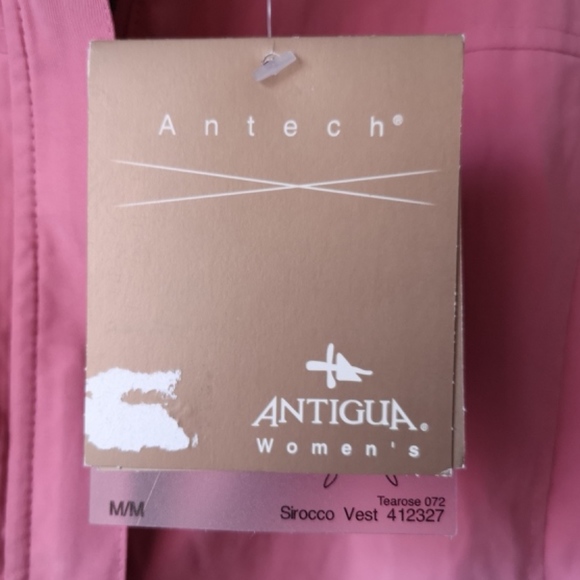 Antech®
ANTIGUA®
Women's
Tearose 072
M/M
Sirocco Vest 412327